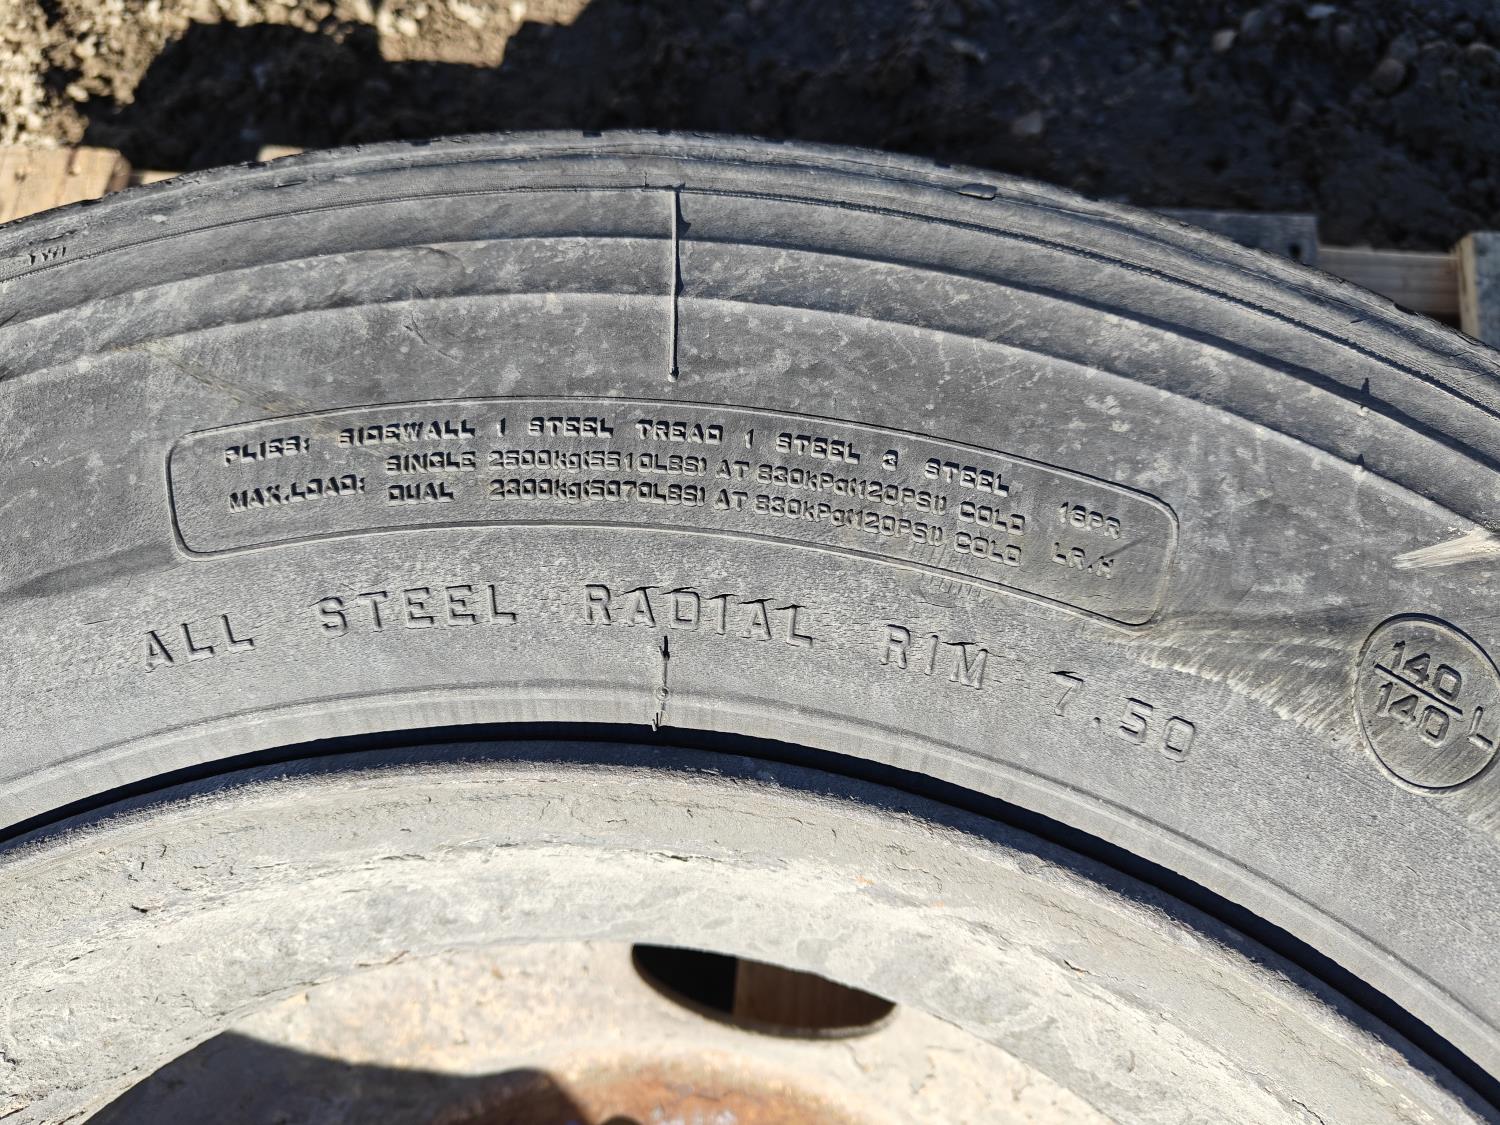 TWI
PLIES: SIDEWALL 1 STEEL TREAD 1 STEEL 3 STEEL
MAX.LOAD: SINGLE 2500kg(5510LBS) AT 830kPa(120PSI) COLD 16PR
DUAL 2300kg(5070LBS) AT 830kPa(120PSI) COLD LR.H
ALL STEEL RADIAL RIM 7.50
140
140 L